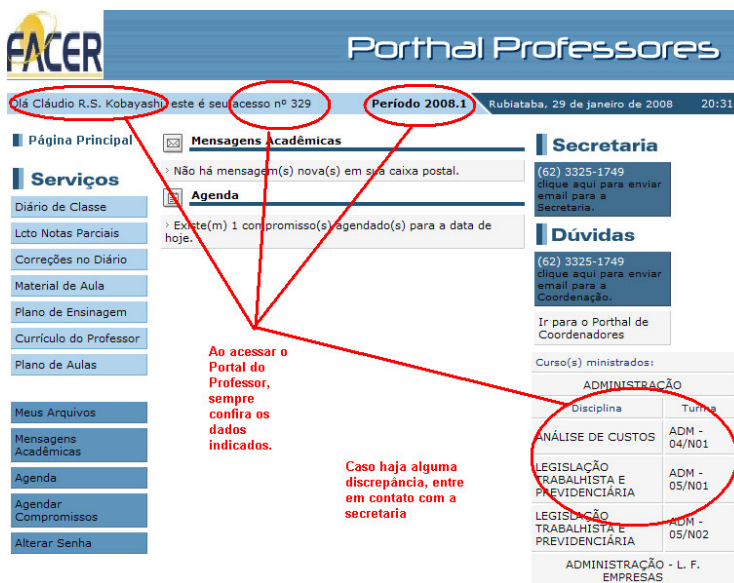 FACER
Porthal Professores
Olá Cláudio R.S. Kobayashi, este é seu acesso nº 329
Período 2008.1
Rubiataba, 29 de janeiro de 2008 20:31
Página Principal
Serviços
Diário de Classe
Lcto Notas Parciais
Correções no Diário
Material de Aula
Plano de Ensinagem
Currículo do Professor
Plano de Aulas
Meus Arquivos
Mensagens
Acadêmicas
Agenda
Agendar
Compromissos
Alterar Senha
Mensagens Acadêmicas
Não há mensagem(s) nova(s) em sua caixa postal.
Agenda
Existe(m) 1 compromisso(s) agendado(s) para a data de
hoje.
Ao acessar o
Portal do
Professor,
sempre
confira os
dados
indicados.
Caso haja alguma
discrepância, entre
em contato com a
secretaria
Secretaria
(62) 3325-1749
clique aqui para enviar
email para a
Secretaria.
Dúvidas
(62) 3325-1749
clique aqui para enviar
email para a
Coordenação.
Ir para o Porthal de
Coordenadores
Curso(s) ministrados:
ADMINISTRAÇÃO
Disciplina Turma
ANÁLISE DE CUSTOS ADM -
04/N01
LEGISLAÇÃO
TRABALHISTA E ADM -
PREVIDENCIÁRIA 05/N01
LEGISLAÇÃO
TRABALHISTA E ADM -
PREVIDENCIÁRIA 05/N02
ADMINISTRAÇÃO - L. F.
EMPRESAS